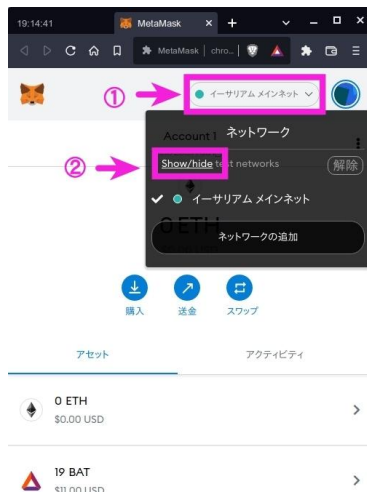 19:14:41
MetaMask
MetaMask
chro...
①
イーサリアム メインネット
Account 1
ネットワーク
②
Show/hide test networks
解除
イーサリアム メインネット
0 ETH
ネットワークの追加
購入
送金
スワップ
アセット
アクティビティ
0 ETH
$0.00 USD
19 BAT
$11.00 USD